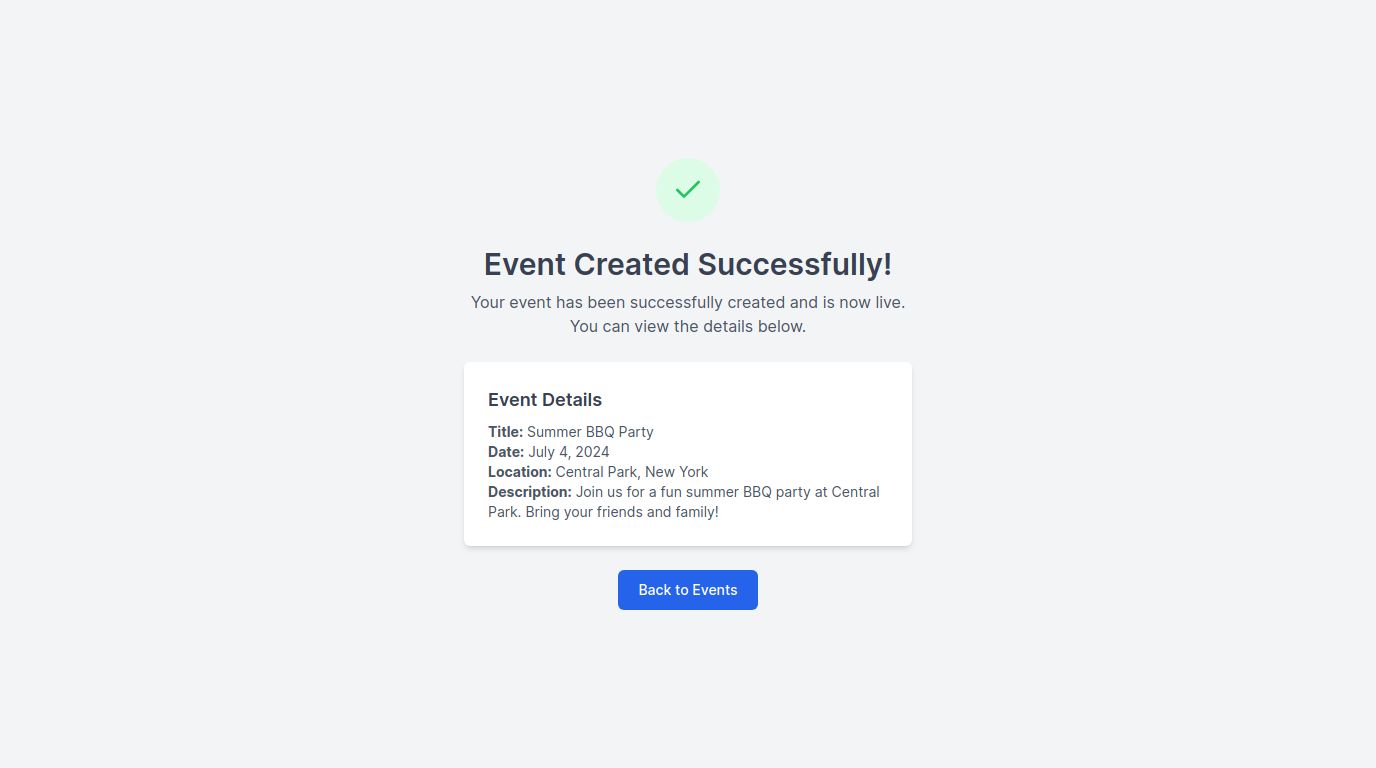 Event Created Successfully!
Your event has been successfully created and is now live.
You can view the details below.
Event Details
Title: Summer BBQ Party
Date: July 4, 2024
Location: Central Park, New York
Description: Join us for a fun summer BBQ party at Central
Park. Bring your friends and family!
Back to Events